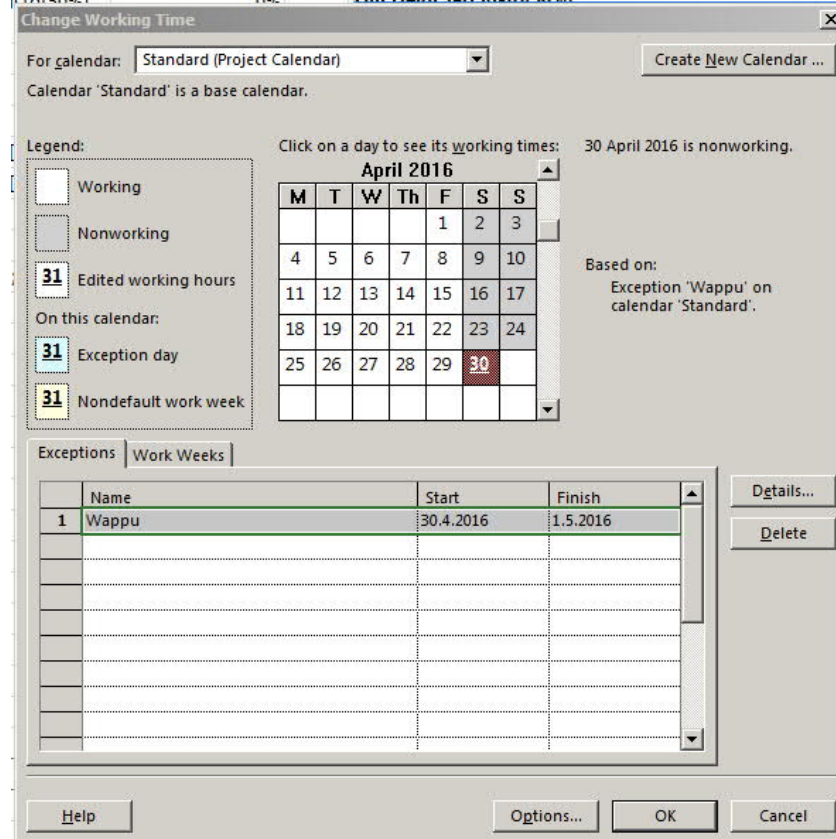 Change Working Time
For calendar: Standard (Project Calendar)
Create New Calendar ...
Calendar 'Standard' is a base calendar.
Legend:
Working
Nonworking
31 Edited working hours
On this calendar:
31 Exception day
31 Nondefault work week
Click on a day to see its working times:
April 2016
M T W Th F S S
1 2 3
4 5 6 7 8 9 10
11 12 13 14 15 16 17
18 19 20 21 22 23 24
25 26 27 28 29 30
30 April 2016 is nonworking.
Based on:
Exception 'Wappu' on
calendar 'Standard'.
Exceptions Work Weeks
Name Start Finish
1 Wappu 30.4.2016 1.5.2016
Details...
Delete
Help Options... OK Cancel